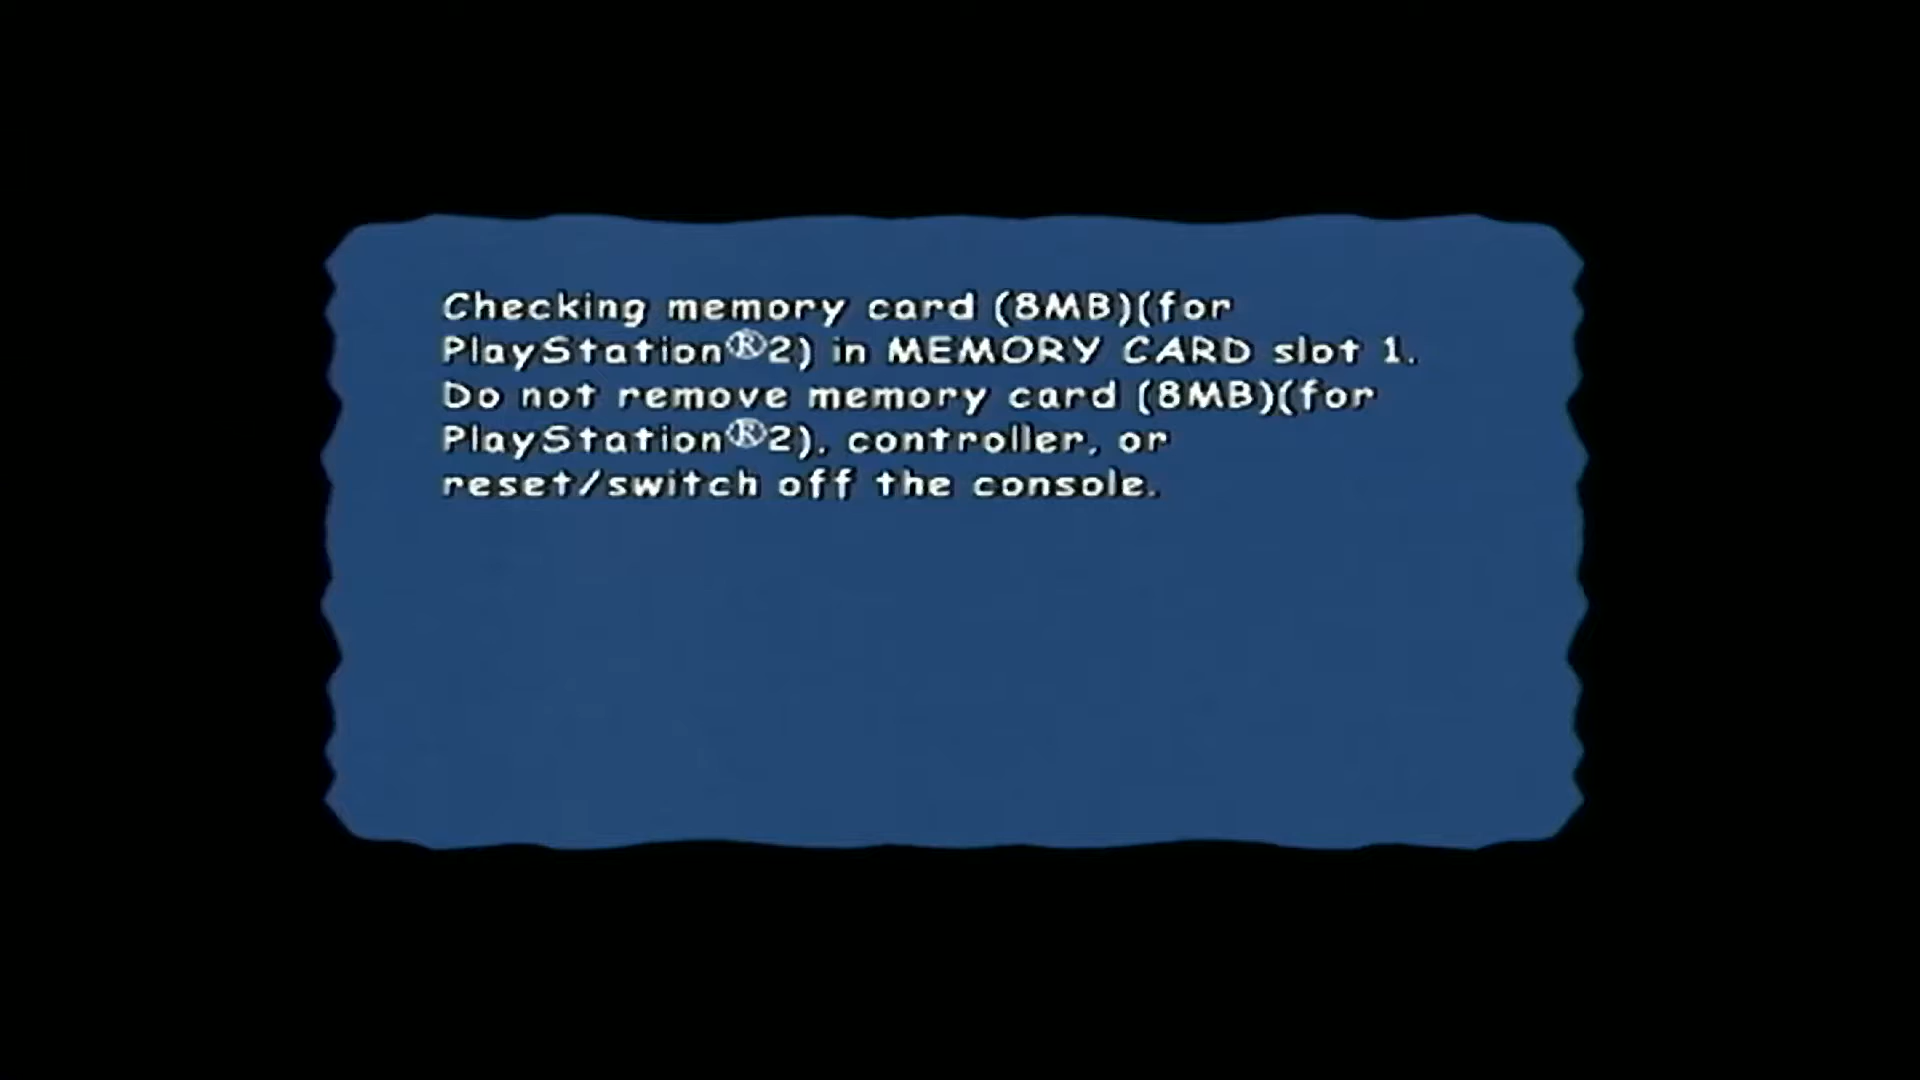 Checking memory card (8MB)(for
PlayStation®2) in MEMORY CARD slot 1.
Do not remove memory card (8MB)(for
PlayStation®2), controller, or
reset/switch off the console.